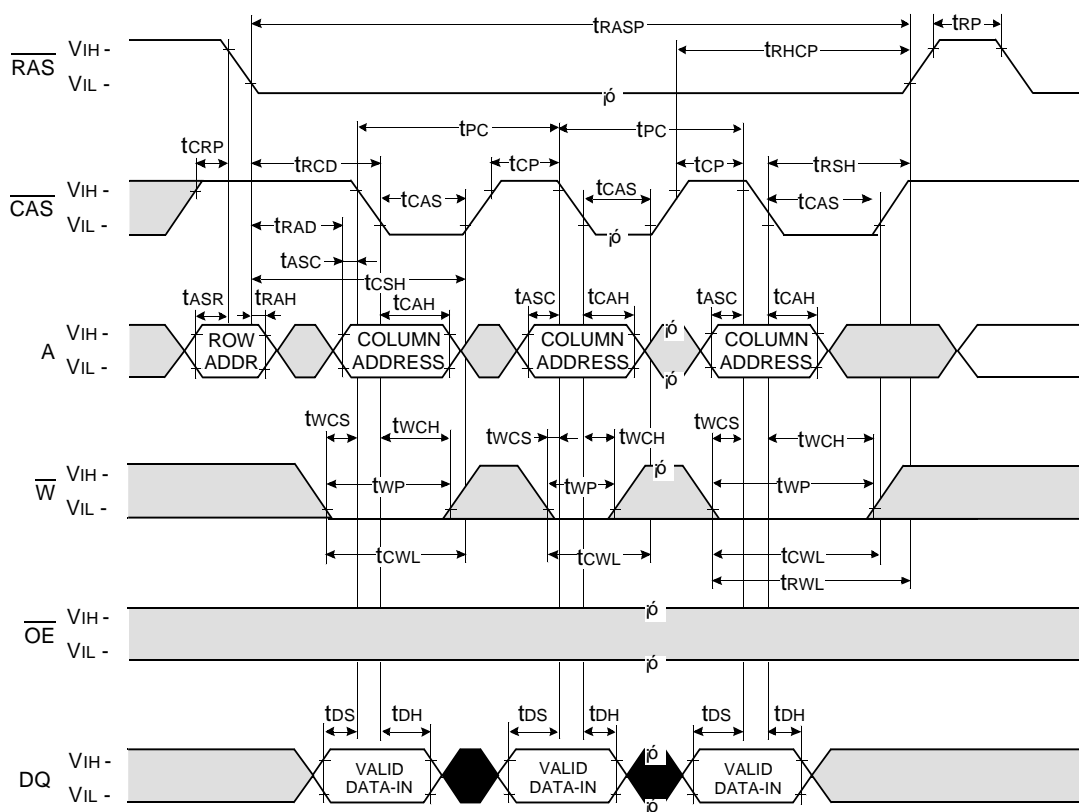 tRASP
tRP
tRHCP
RAS
VIH -
VIL -
¡ó
tPC
tPC
tCRP
tRCD
tCP
tCP
tRSH
CAS
VIH -
VIL -
tCAS
tCAS
tCAS
tRAD
¡ó
tASC
tCSH
tASR
tRAH
tCAH
tASC
tCAH
tASC
tCAH
A
VIH -
VIL -
ROW
ADDR.
COLUMN
ADDRESS
COLUMN
ADDRESS
¡ó
¡ó
COLUMN
ADDRESS
tWCS
tWCH
tWCS
tWCH
tWCS
tWCH
W
VIH -
VIL -
tWP
tWP
¡ó
tWP
tCWL
tCWL
tCWL
tRWL
OE
VIH -
VIL -
¡ó
¡ó
tDS
tDH
tDS
tDH
tDS
tDH
DQ
VIH -
VIL -
VALID
DATA-IN
VALID
DATA-IN
¡ó
¡ó
VALID
DATA-IN